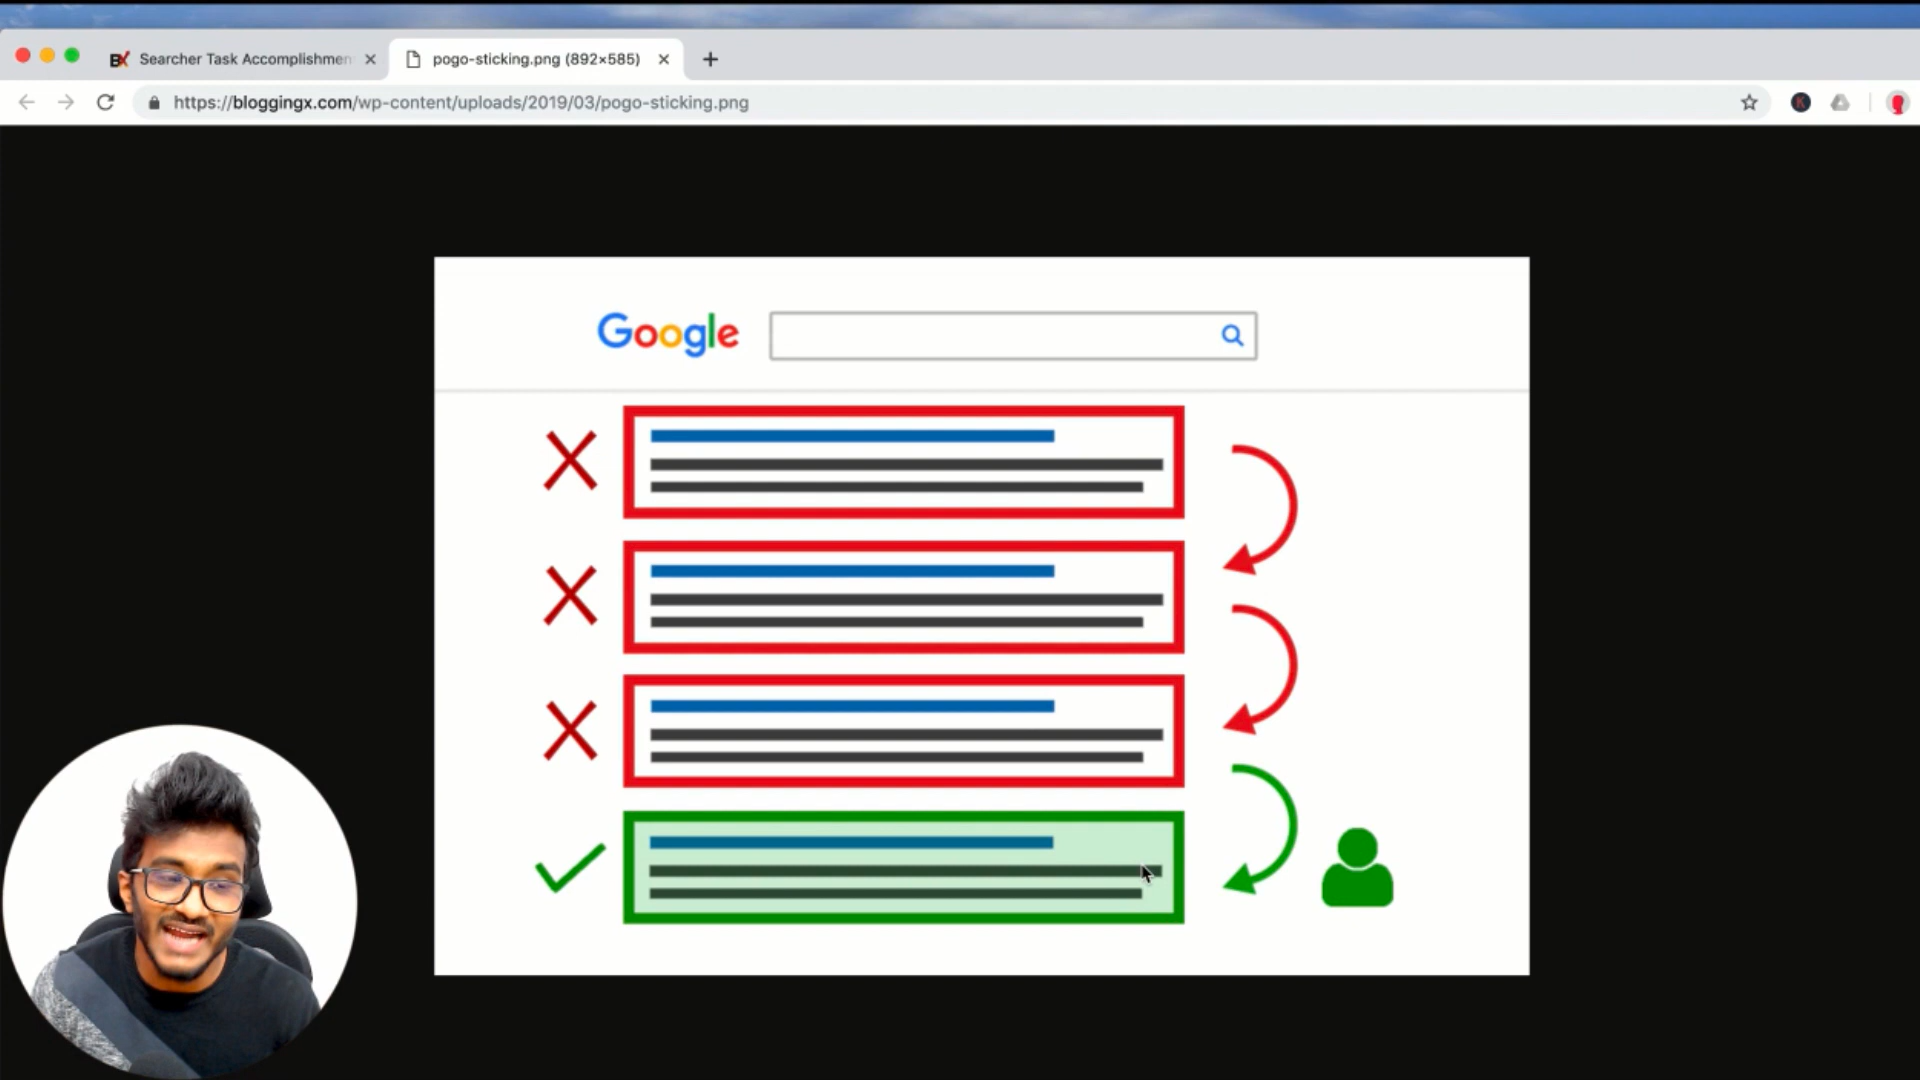 Searcher Task Accomplishmen
pogo-sticking.png (892×585)
https://bloggingx.com/wp-content/uploads/2019/03/pogo-sticking.png
Google